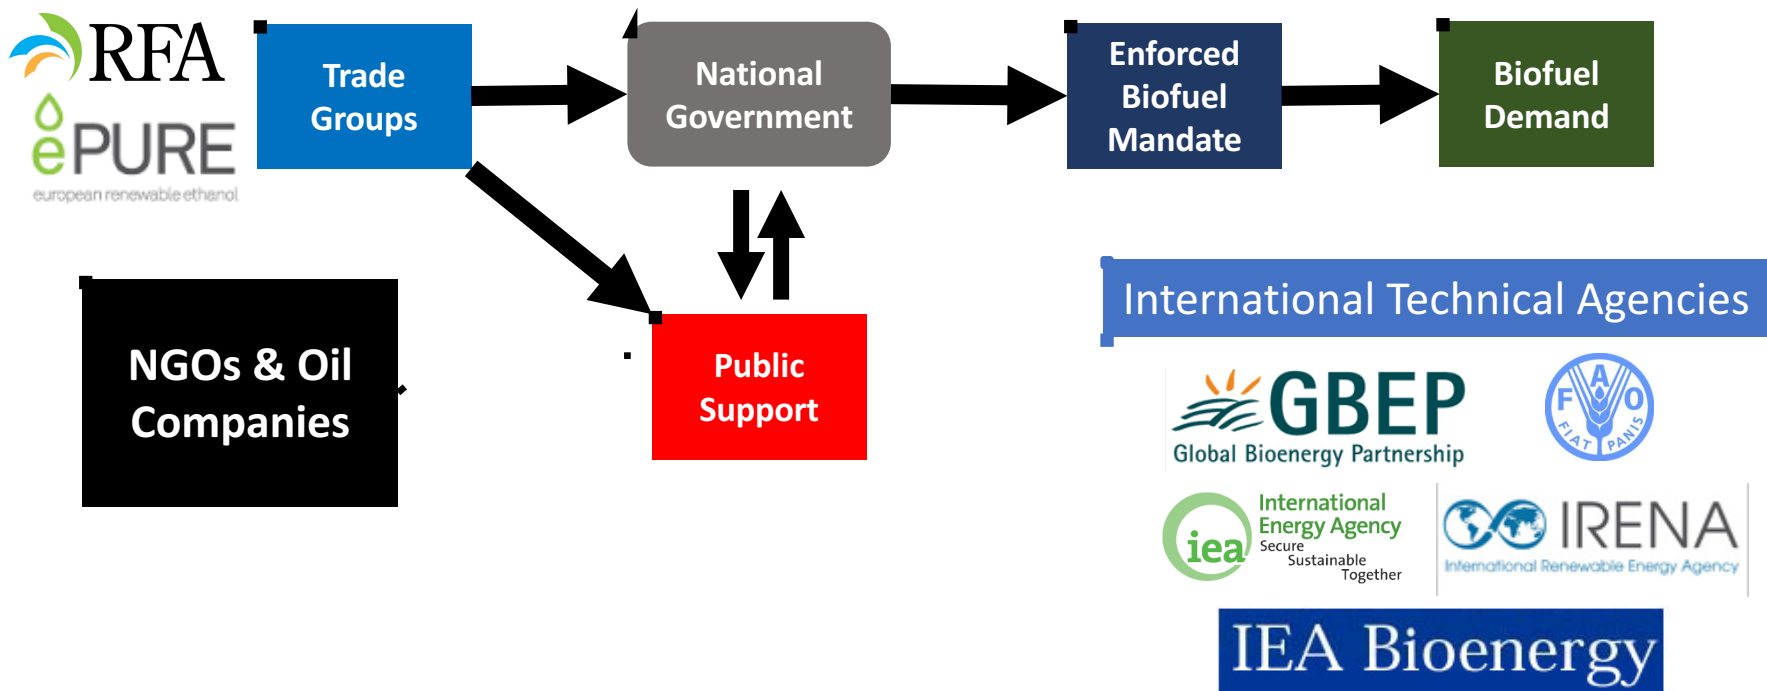 RFA
ePURE
european renewable ethanol
Trade
Groups
National
Government
Enforced
Biofuel
Mandate
Biofuel
Demand
NGOs & Oil
Companies
Public
Support
International Technical Agencies
GBEP
Global Bioenergy Partnership
F A O
FIAT PANIS
iea
International
Energy Agency
Secure
Sustainable
Together
IRENA
International Renewable Energy Agency
IEA Bioenergy